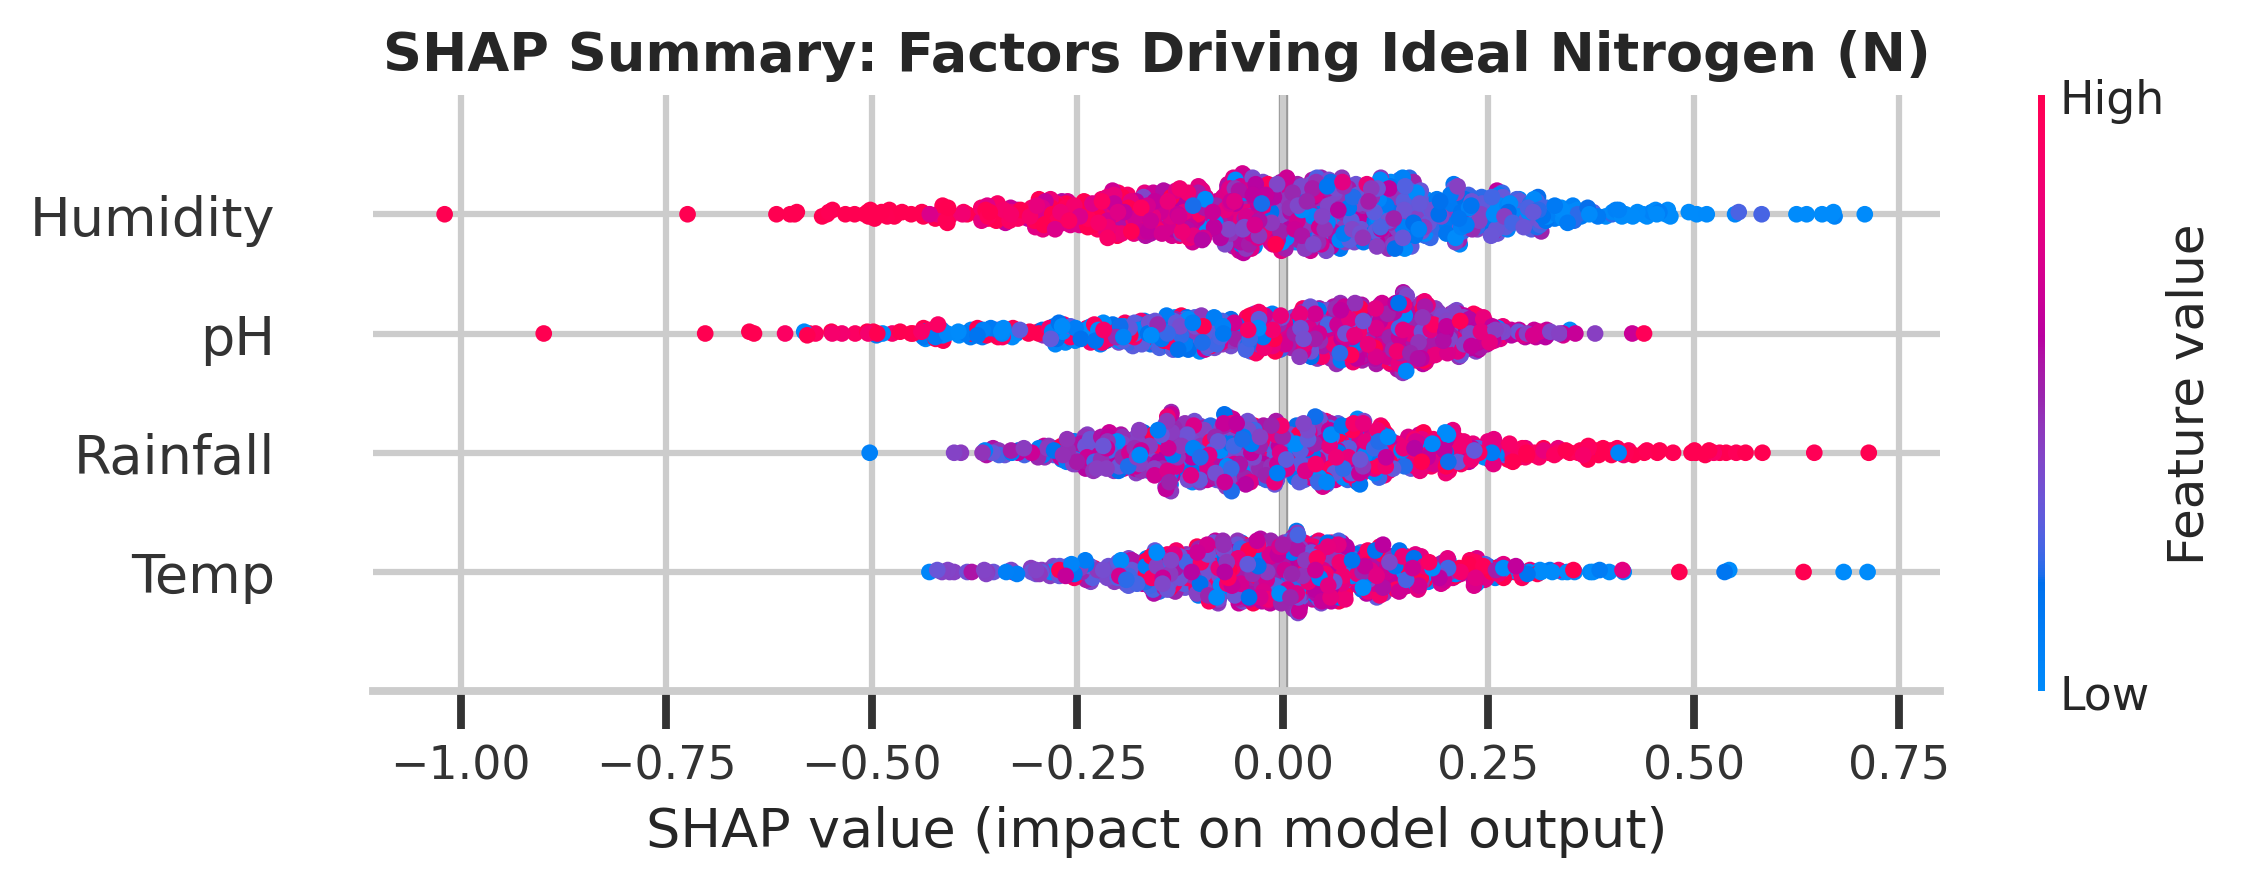 SHAP Summary: Factors Driving Ideal Nitrogen (N)
High
Humidity
pH
Rainfall
Temp
Feature value
Low
−1.00 −0.75 −0.50 −0.25 0.00 0.25 0.50 0.75
SHAP value (impact on model output)